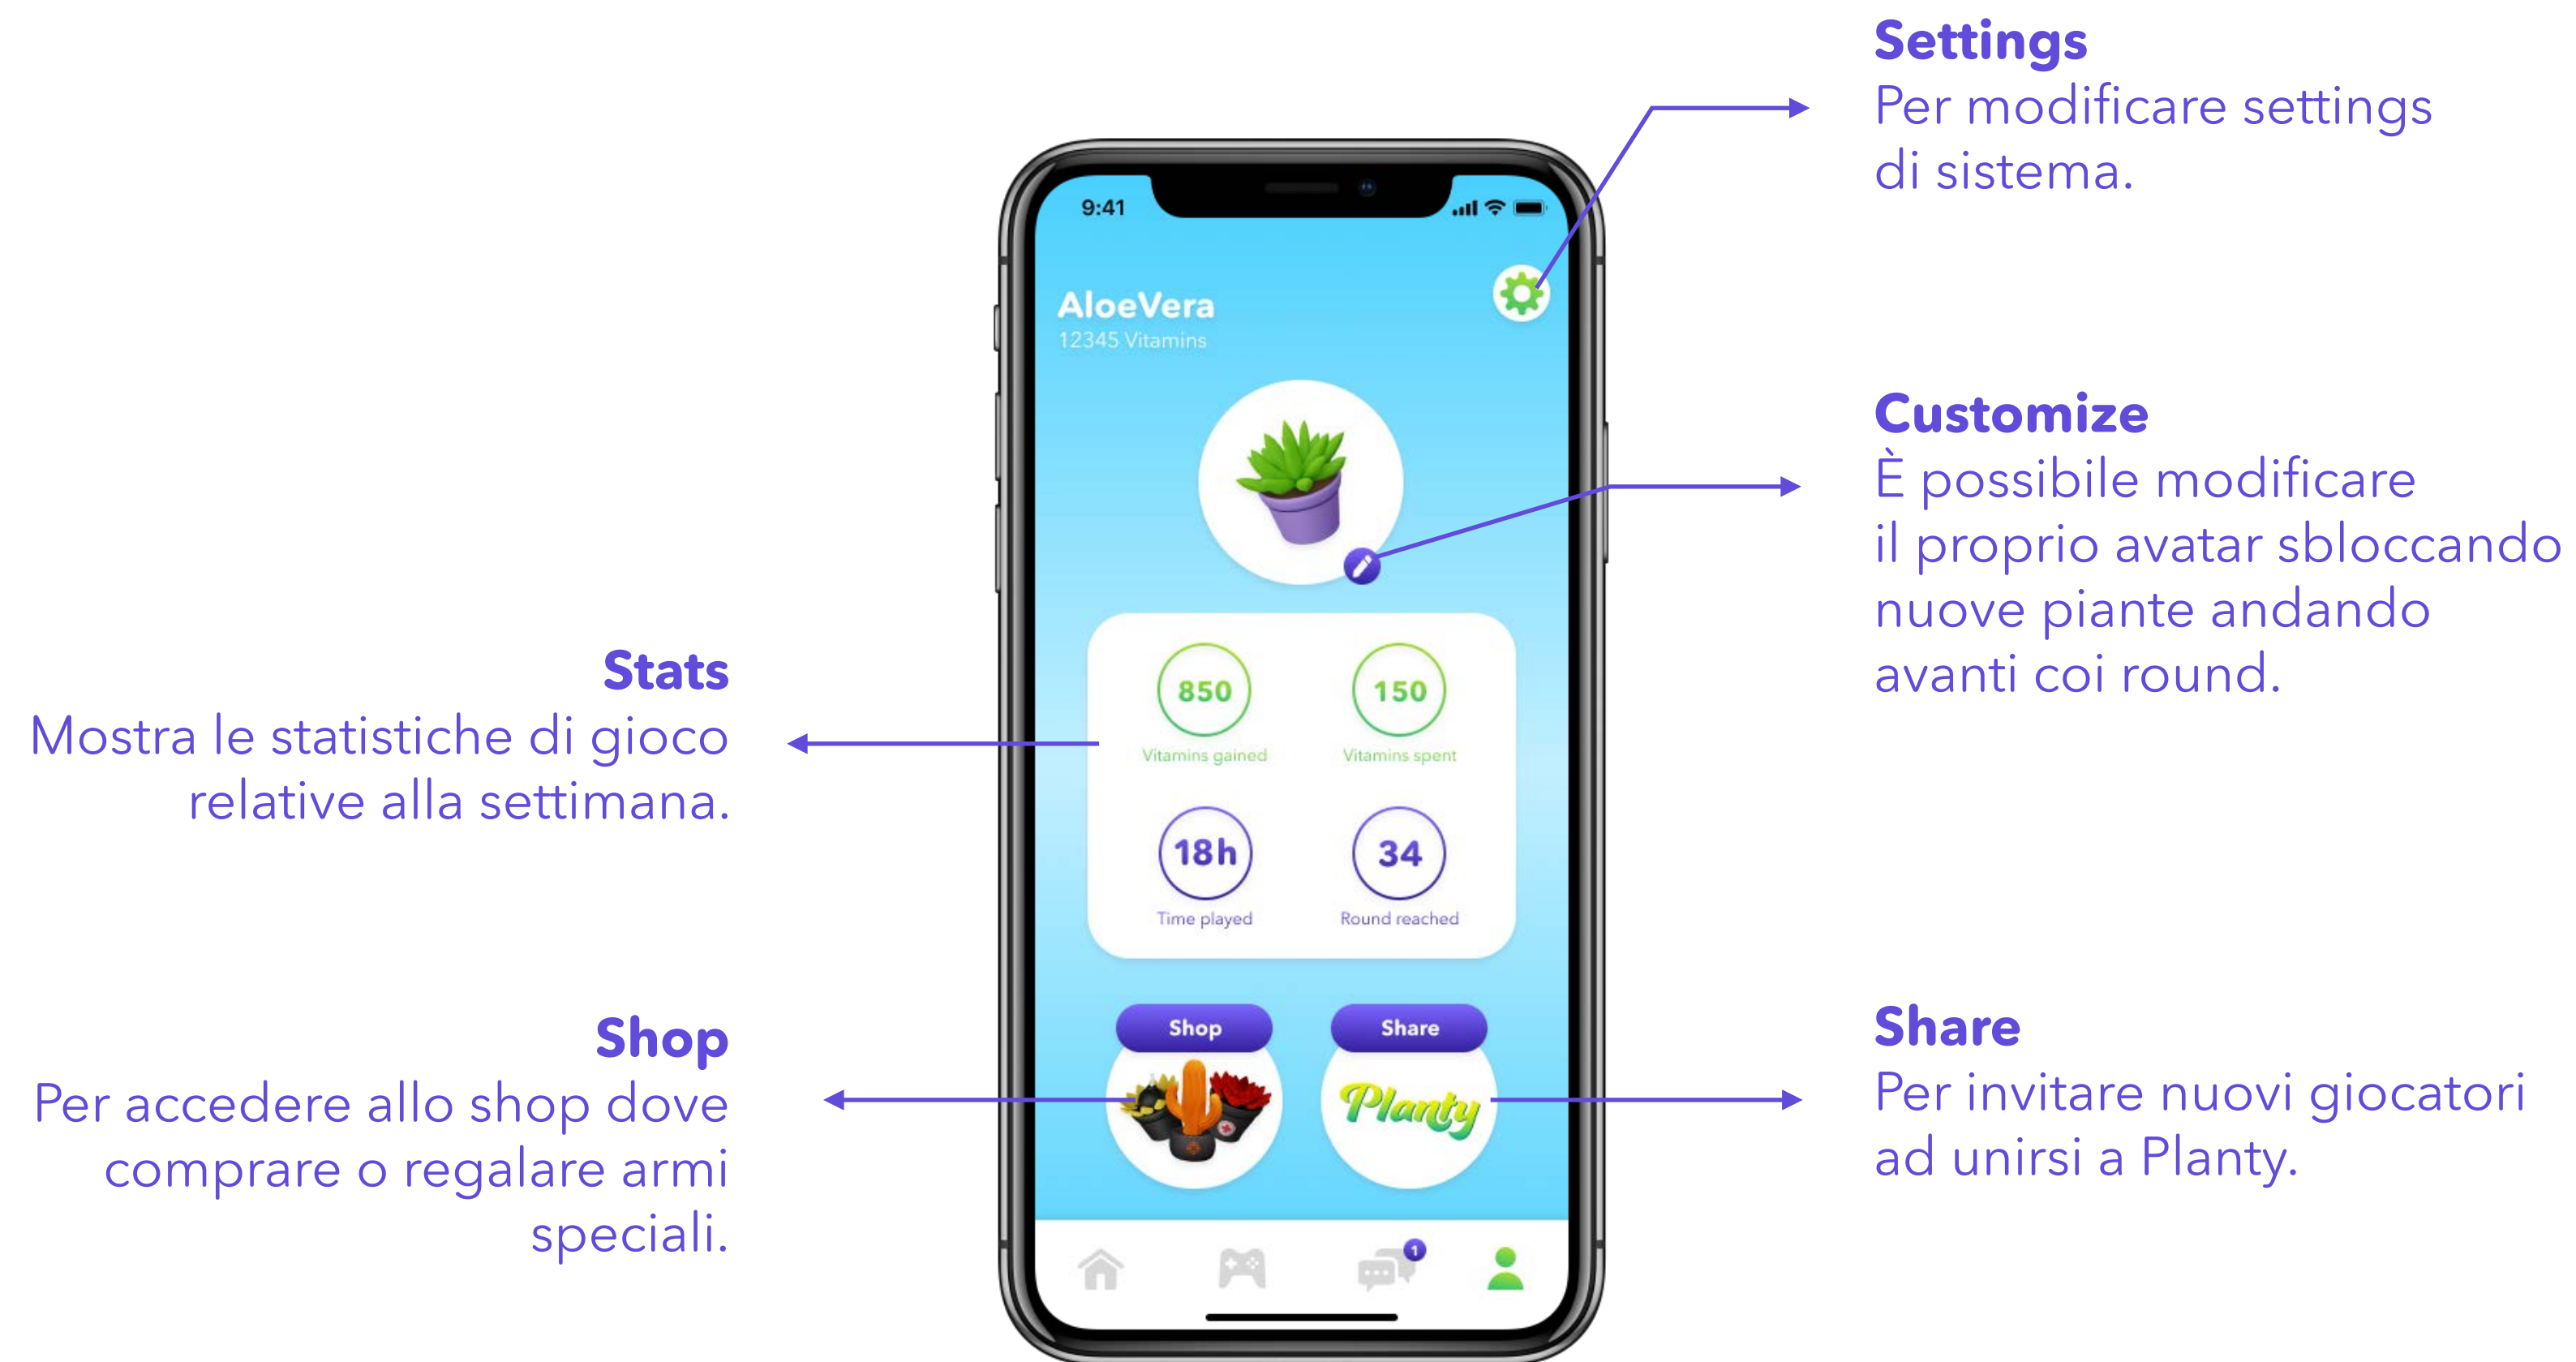 Settings
Per modificare settings
di sistema.
Customize
È possibile modificare
il proprio avatar sbloccando
nuove piante andando
avanti coi round.
Stats
Mostra le statistiche di gioco
relative alla settimana.
Shop
Per accedere allo shop dove
comprare o regalare armi
speciali.
Share
Per invitare nuovi giocatori
ad unirsi a Planty.
9:41
AloeVera
12345 Vitamins
850
150
Vitamins gained
Vitamins spent
18h
34
Time played
Round reached
Shop
Share
Planty
1